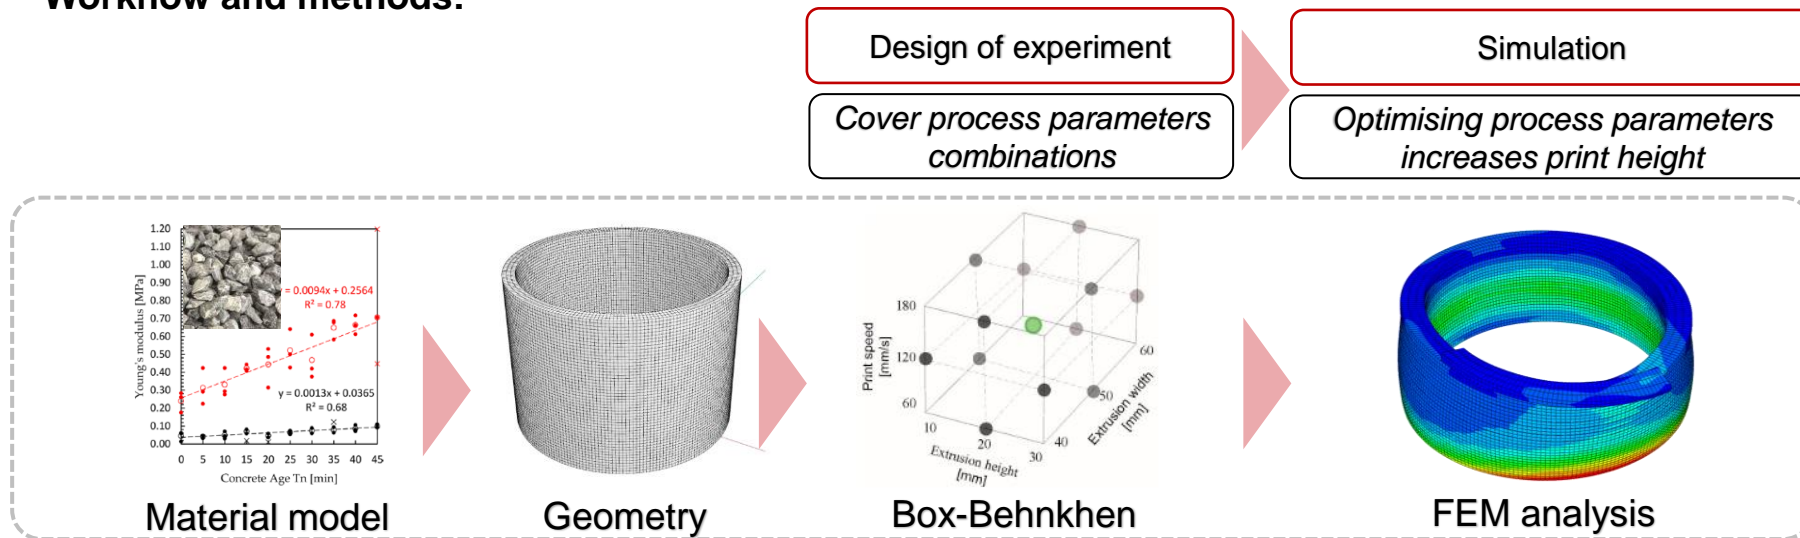 Workflow and methods:
Design of experiment
Simulation
Cover process parameters
combinations
Optimising process parameters
increases print height
1.20
1.10
1.00
0.90
0.80
0.70
0.60
0.50
0.40
0.30
0.20
0.10
0.00
Young's modulus [MPa]
= 0.0094x + 0.2564
R² = 0.78
y = 0.0013x + 0.0365
R² = 0.68
0 5 10 15 20 25 30 35 40 45
Concrete Age Tn [min]
180
120
60
Print speed
[mm/s]
10
20
30
Extrusion height
[mm]
40
50
60
Extrusion width
[mm]
Material model
Geometry
Box-Behnkhen
FEM analysis